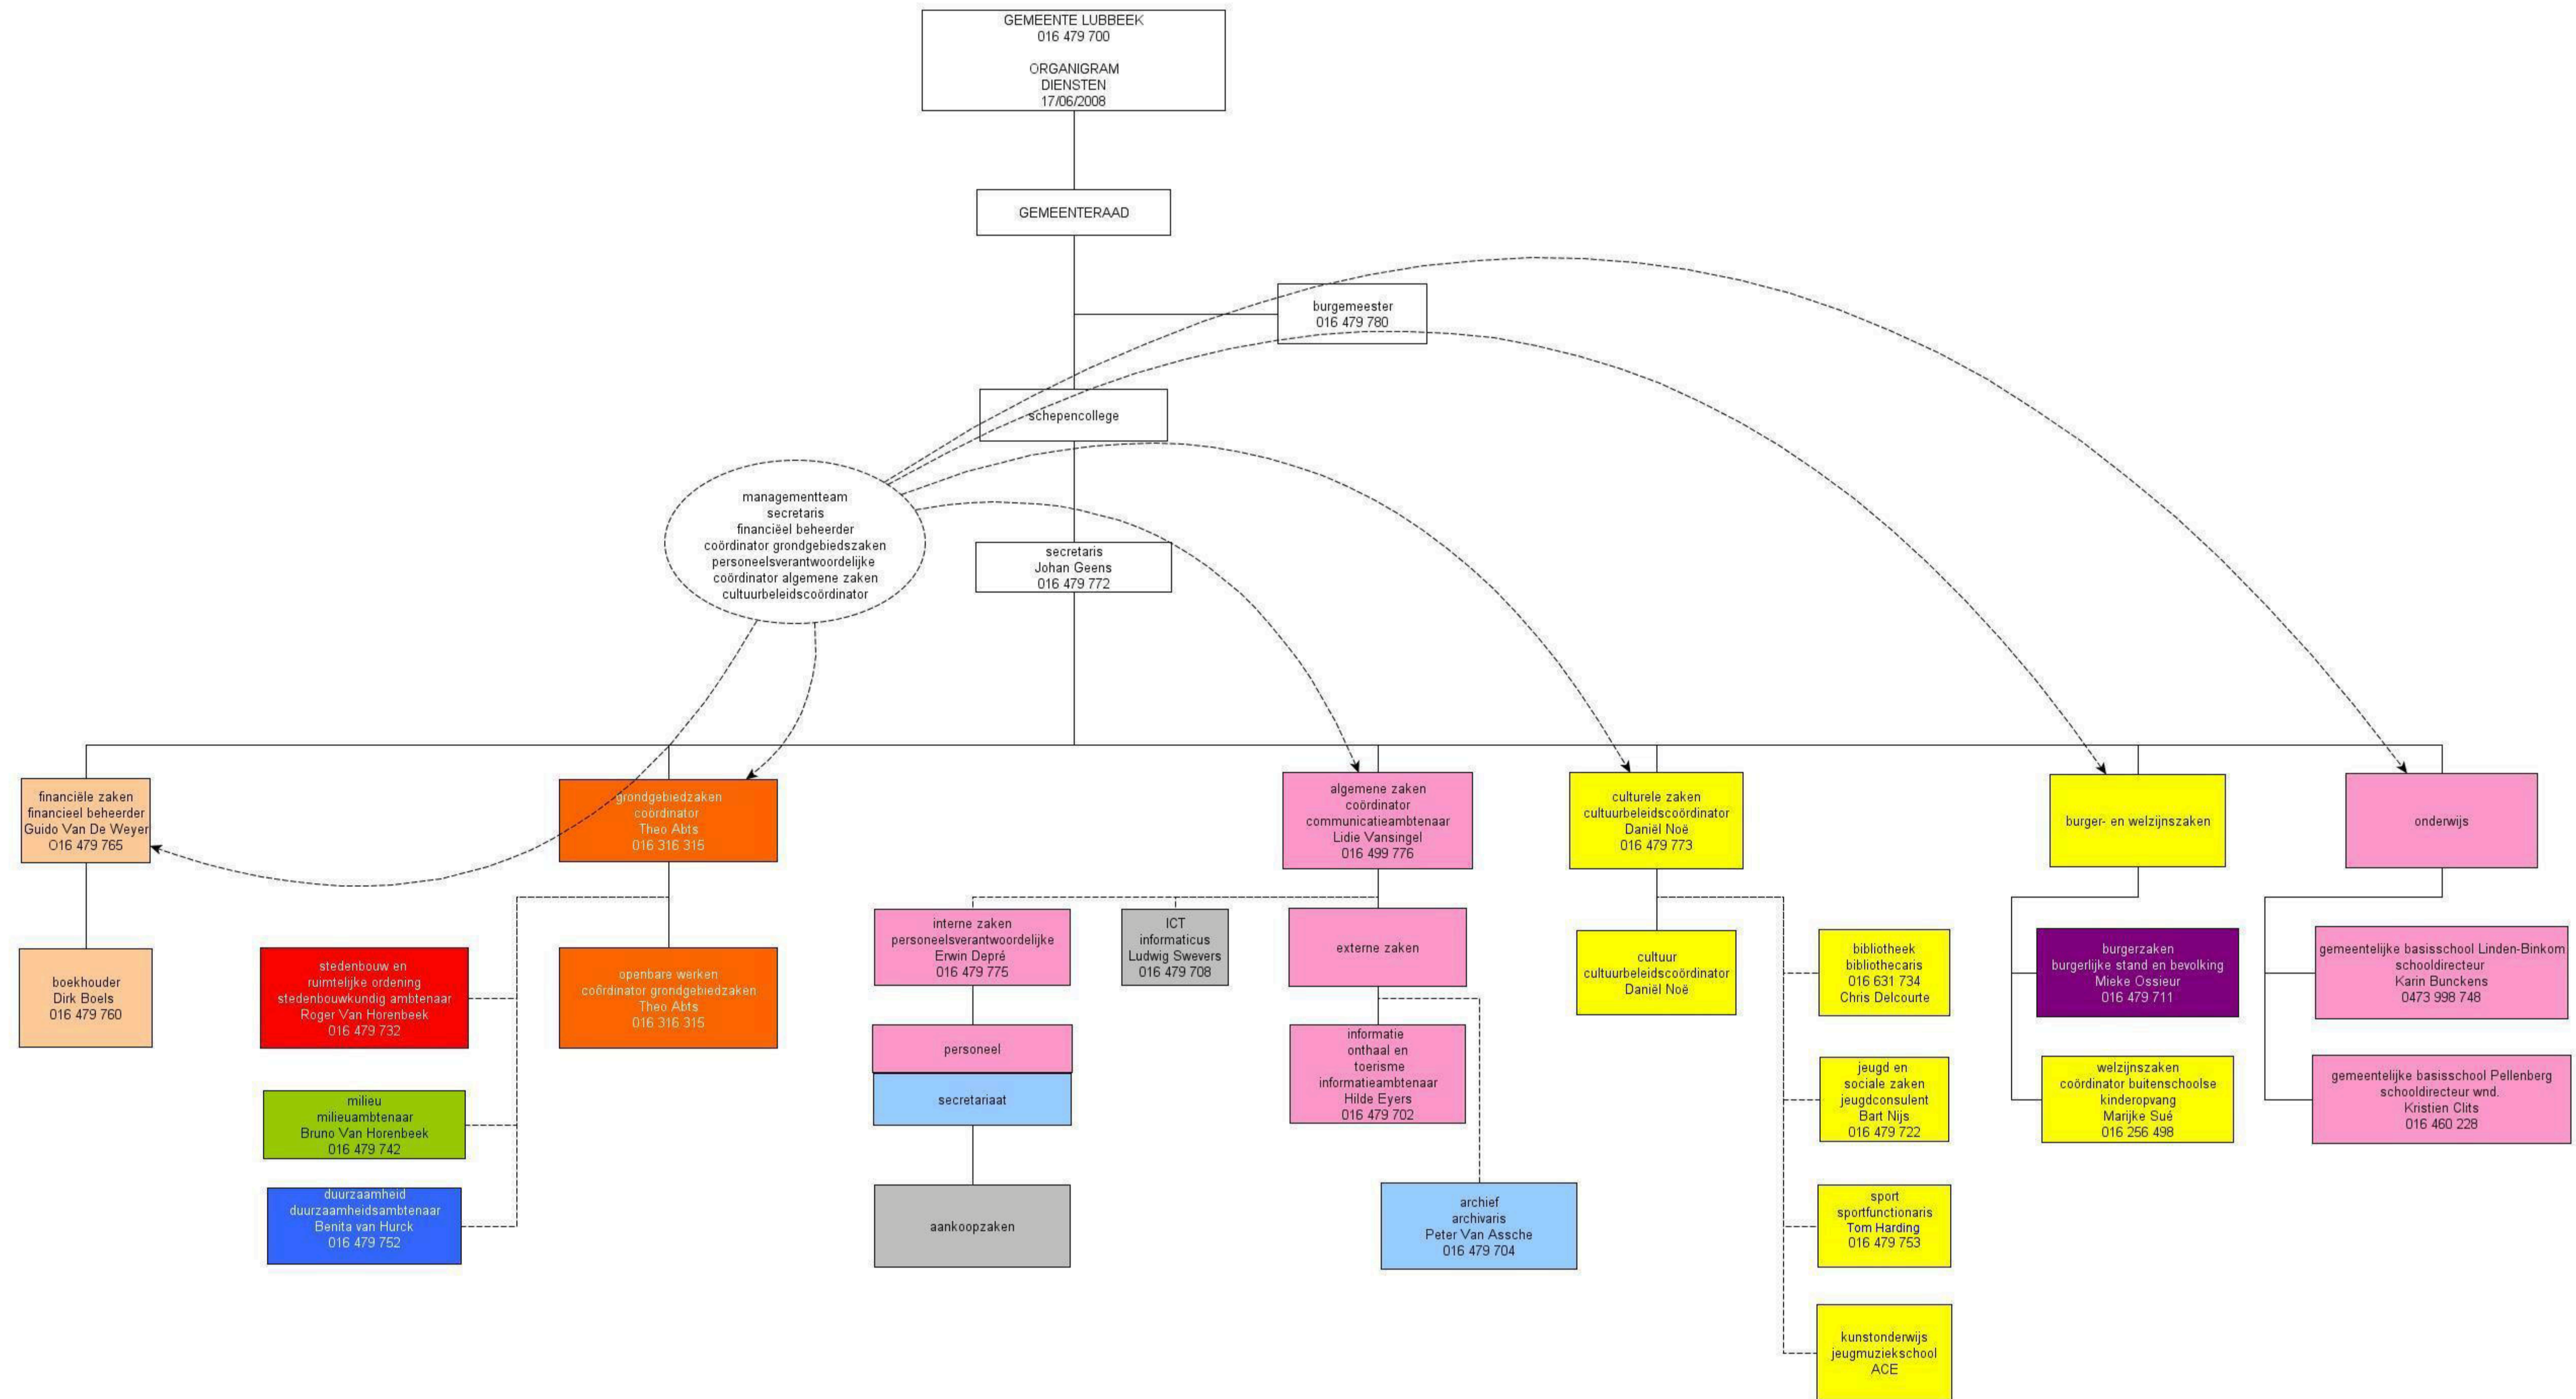 GEMEENTE LUBBEEK
016 479 700
ORGANIGRAM
DIENSTEN
17/06/2008
GEMEENTERAAD
burgemeester
016 479 780
schepencollege
managementteam
secretaris
financiëel beheerder
coördinator grondgebiedszaken
personeelsverantwoordelijke
coördinator algemene zaken
cultuurbeleidscoördinator
secretaris
Johan Geens
016 479 772
financiële zaken
financieel beheerder
Guido Van De Weyer
O16 479 765
grondgebiedzaken
coördinator
Theo Abts
016 316 315
algemene zaken
coördinator
communicatieambtenaar
Lidie Vansingel
016 499 776
culturele zaken
cultuurbeleidscoördinator
Daniël Noë
016 479 773
burger- en welzijnszaken
onderwijs
boekhouder
Dirk Boels
016 479 760
stedenbouw en
ruimtelijke ordening
stedenbouwkundig ambtenaar
Roger Van Horenbeek
016 479 732
openbare werken
coördinator grondgebiedzaken
Theo Abts
016 316 315
milieu
milieuambtenaar
Bruno Van Horenbeek
016 479 742
duurzaamheid
duurzaamheidsambtenaar
Benita van Hurck
016 479 752
interne zaken
personeelsverantwoordelijke
Erwin Depré
016 479 775
ICT
informaticus
Ludwig Swevers
016 479 708
externe zaken
personeel
secretariaat
aankoopzaken
informatie
onthaal en
toerisme
informatieambtenaar
Hilde Eyers
016 479 702
archief
archivaris
Peter Van Assche
016 479 704
cultuur
cultuurbeleidscoördinator
Daniël Noë
bibliotheek
bibliothecaris
016 631 734
Chris Delcourte
jeugd en
sociale zaken
jeugdconsulent
Bart Nijs
016 479 722
sport
sportfunctionaris
Tom Harding
016 479 753
kunstonderwijs
jeugmuziekschool
ACE
burgerzaken
burgerlijke stand en bevolking
Mieke Ossieur
016 479 711
welzijnszaken
coördinator buitenschoolse
kinderopvang
Marijke Sué
016 256 498
gemeentelijke basisschool Linden-Binkom
schooldirecteur
Karin Bunckens
0473 998 748
gemeentelijke basisschool Pellenberg
schooldirecteur wnd.
Kristien Clits
016 460 228